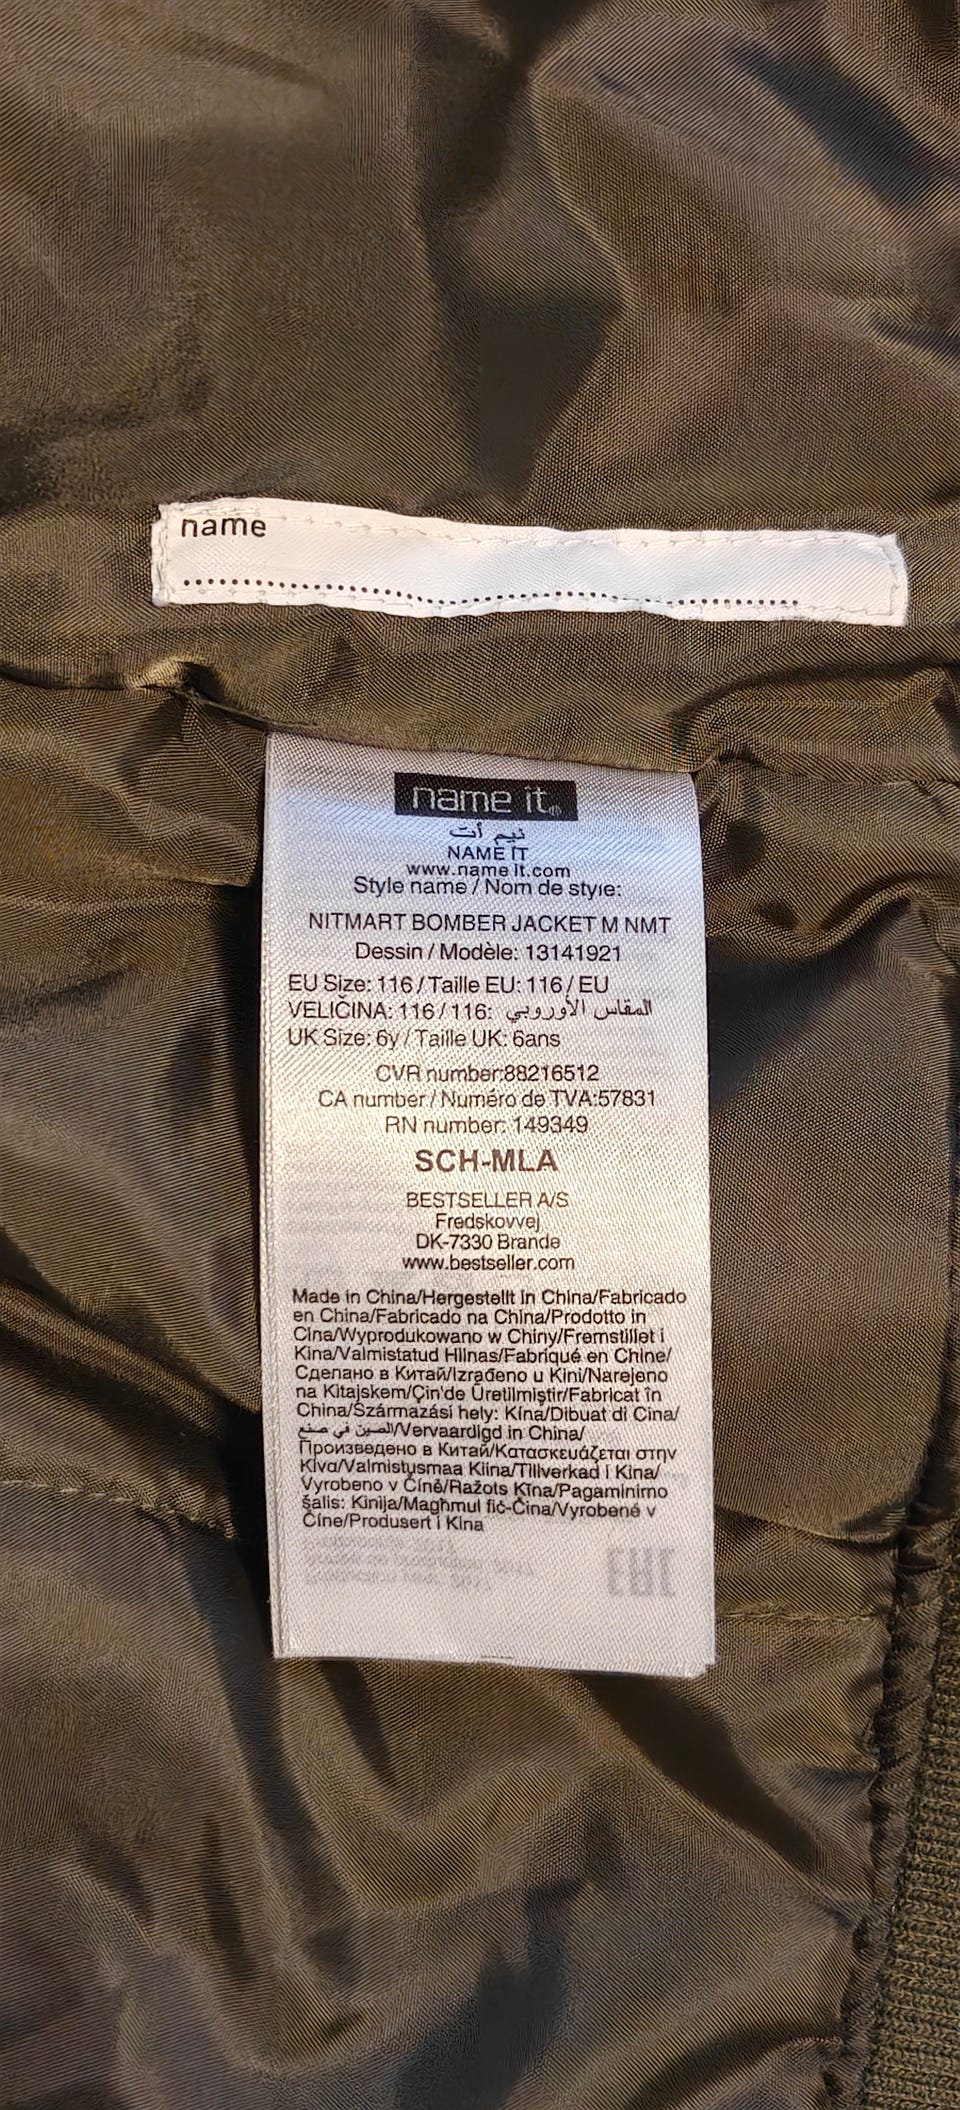 name
name it
نيم أت
NAME IT
www.name it.com
Style name / Nom de style:
NITMART BOMBER JACKET M NMT
Dessin / Modèle: 13141921
EU Size: 116 / Taille EU: 116 / EU
VELIČINA: 116 / 116: المقاس الأوروبي
UK Size: 6y / Taille UK: 6ans
CVR number:88216512
CA number / Numéro de TVA:57831
RN number: 149349
SCH-MLA
BESTSELLER A/S
Fredskovvej
DK-7330 Brande
www.bestseller.com
Made in China/Hergestellt in China/Fabricado
en China/Fabricado na China/Prodotto in
Cina/Wyprodukowano w Chiny/Fremstillet i
Kina/Valmistatud Hiinas/Fabriqué en Chine/
Сделано в Китай/Izrađeno u Kini/Narejeno
na Kitajskem/Çin'de Üretilmiştir/Fabricat în
China/Származási hely: Kína/Dibuat di Cina/
الصين في صنع/Vervaardigd in China/
Произведено в Китай/Κατασκευάζεται στην
Κίνα/Valmistusmaa Kiina/Tillverkad i Kina/
Vyrobeno v Číně/Ražots Ķīna/Pagaminimo
šalis: Kinija/Maghmul fiċ-Ċina/Vyrobené v
Číne/Produsert i Kina